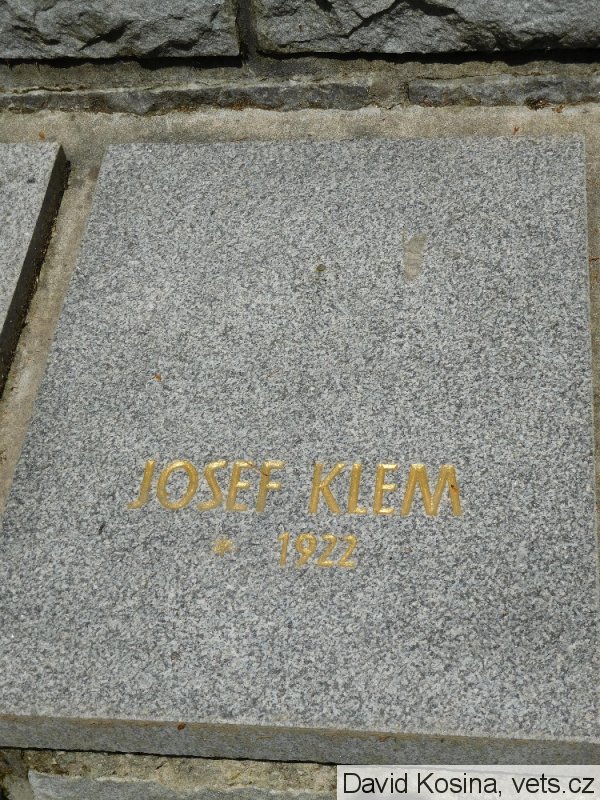 JOSEF KLEM
* 1922
David Kosina, vets.cz